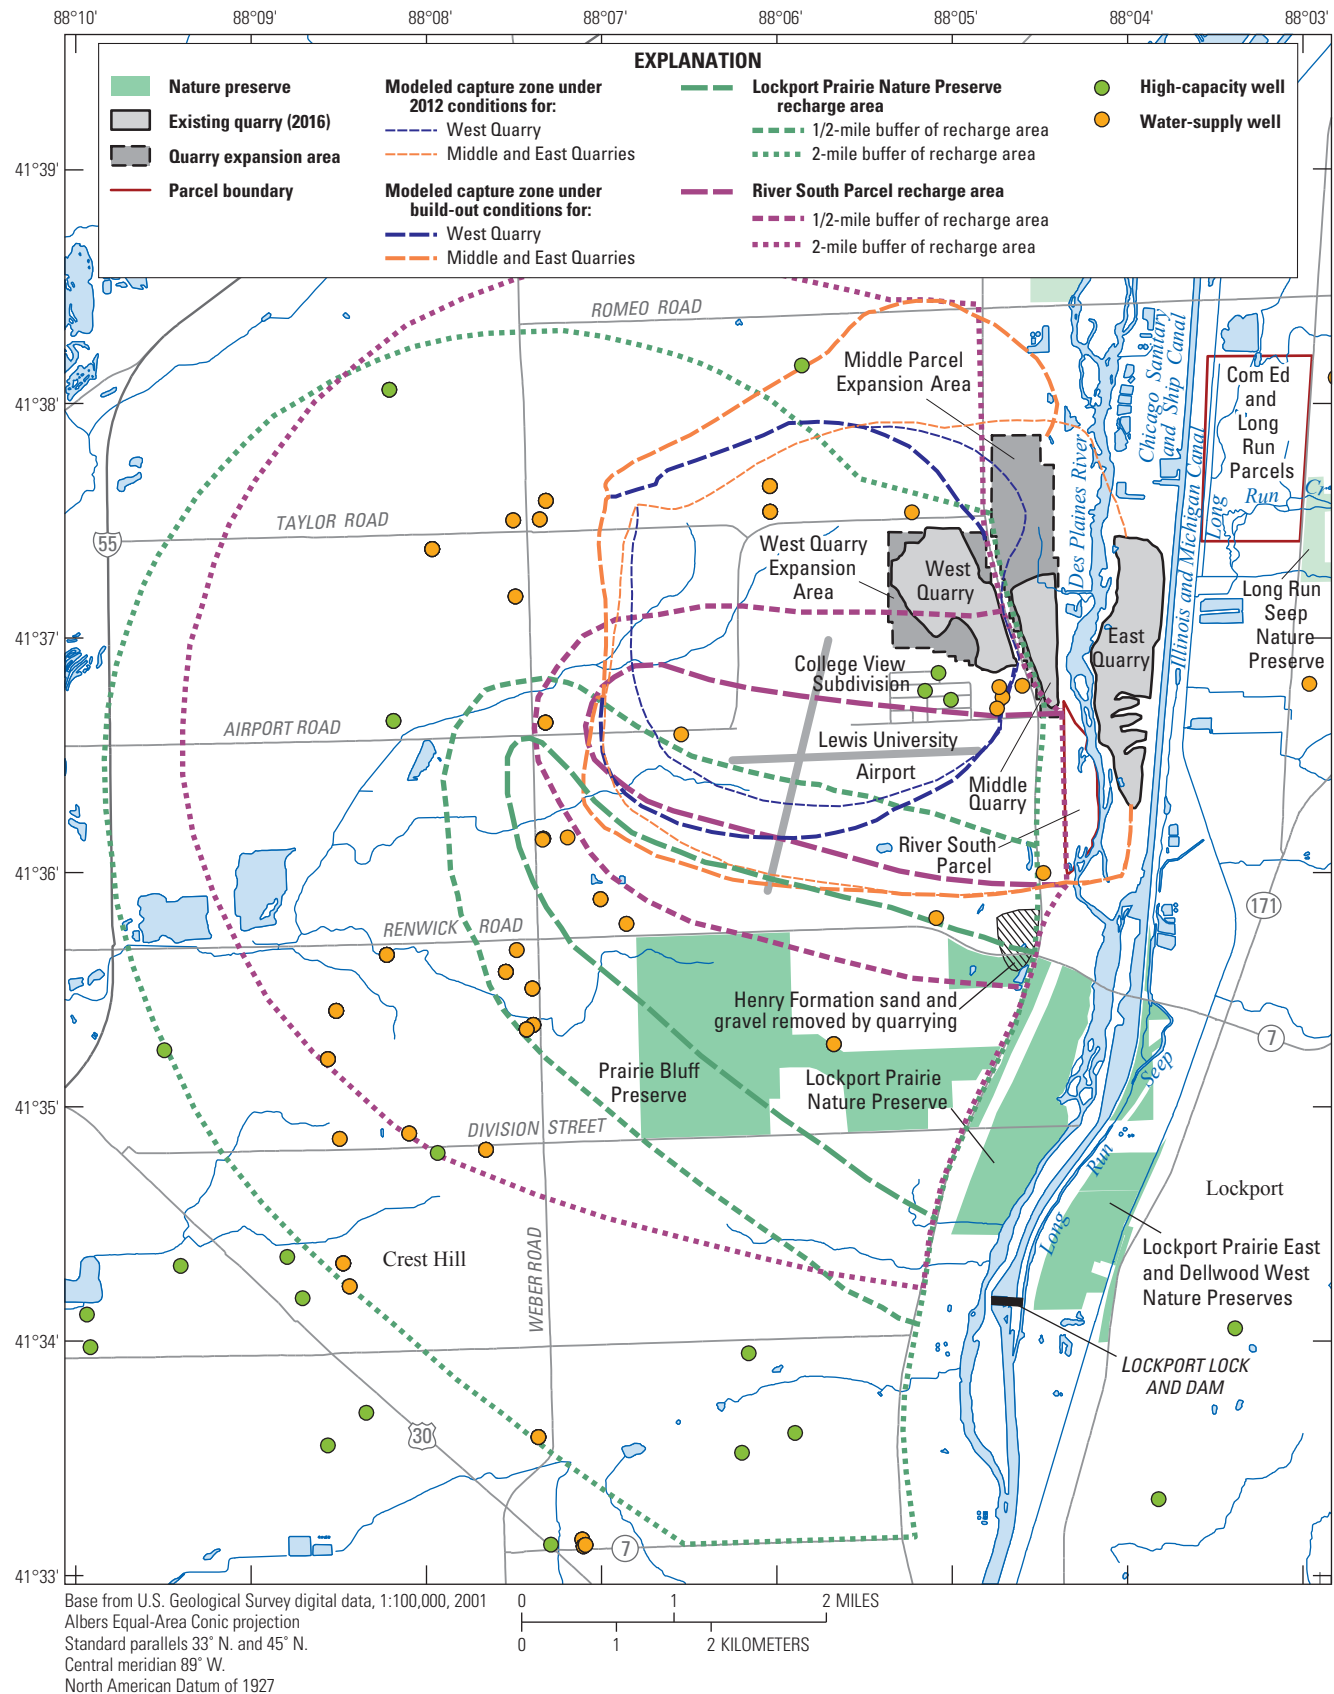 88°10'
88°09'
88°08'
88°07'
88°06'
88°05'
88°04'
88°03'
EXPLANATION
Nature preserve
Existing quarry (2016)
Quarry expansion area
Parcel boundary
Modeled capture zone under
2012 conditions for:
West Quarry
Middle and East Quarries
Modeled capture zone under
build-out conditions for:
West Quarry
Middle and East Quarries
Lockport Prairie Nature Preserve
recharge area
1/2-mile buffer of recharge area
2-mile buffer of recharge area
River South Parcel recharge area
1/2-mile buffer of recharge area
2-mile buffer of recharge area
High-capacity well
Water-supply well
41°39'
41°38'
41°37'
41°36'
41°35'
41°34'
41°33'
ROMEO ROAD
Middle Parcel
Expansion Area
Chicago Sanitary
and Ship Canal
Com Ed
and
Long
Run
Parcels
Des Plaines River
Illinois and Michigan Canal
Long
Run
TAYLOR ROAD
55
West Quarry
Expansion
Area
West
Quarry
East
Quarry
Long Run
Seep
Nature
Preserve
College View
Subdivision
AIRPORT ROAD
Lewis University
Airport
Middle
Quarry
River South
Parcel
171
RENWICK ROAD
Henry Formation sand and
gravel removed by quarrying
7
Prairie Bluff
Preserve
Lockport Prairie
Nature Preserve
Seep
Run
Long
DIVISION STREET
Lockport
Crest Hill
WEBER ROAD
Lockport Prairie East
and Dellwood West
Nature Preserves
LOCKPORT LOCK
AND DAM
30
7
Base from U.S. Geological Survey digital data, 1:100,000, 2001
Albers Equal-Area Conic projection
Standard parallels 33° N. and 45° N.
Central meridian 89° W.
North American Datum of 1927
0 1 2 MILES
0 1 2 KILOMETERS